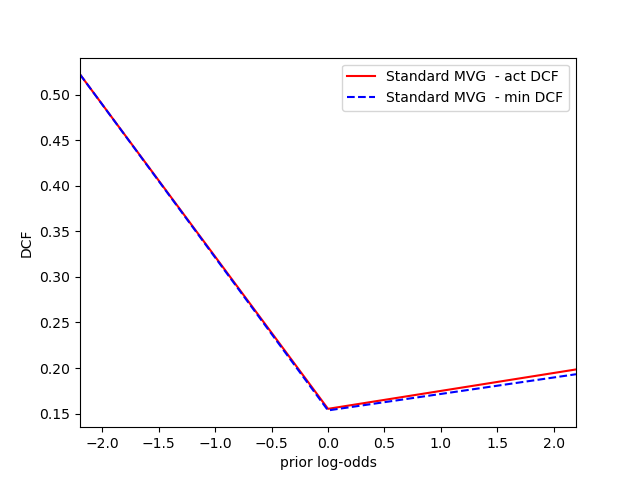 Standard MVG  - act DCF
Standard MVG  - min DCF
DCF
0.50
0.45
0.40
0.35
0.30
0.25
0.20
0.15
−2.0 −1.5 −1.0 −0.5 0.0 0.5 1.0 1.5 2.0
prior log-odds